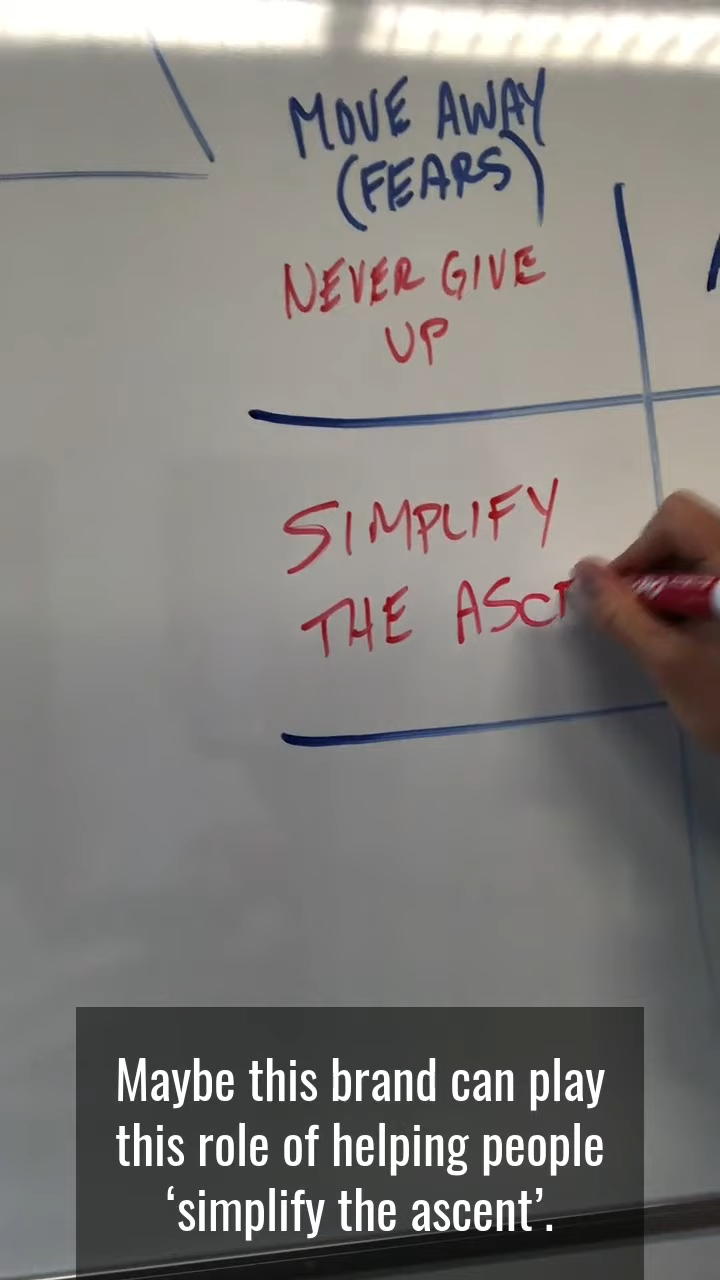 MOVE AWAY
(FEARS)
NEVER GIVE
UP
SIMPLIFY
THE
Maybe this brand can play
this role of helping people
‘simplify the ascent’.